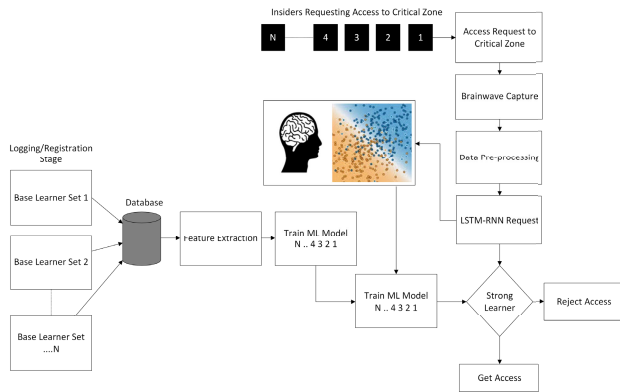 Insiders Requesting Access to Critical Zone
N 4 3 2 1
Access Request to
Critical Zone
Brainwave Capture
Data Pre-processing
LSTM-RNN Request
Logging/Registration
Stage
Base Learner Set 1
Base Learner Set 2
Base Learner Set
....N
Database
Feature Extraction
Train ML Model
N .. 4 3 2 1
Train ML Model
N .. 4 3 2 1
Strong
Learner
Reject Access
Get Access